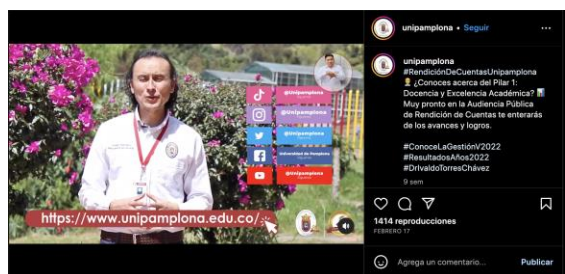 unipamplona • Seguir
unipamplona
#RendiciónDeCuentasUnipamplona
¿Conoces acerca del Pilar 1:
Docencia y Excelencia Académica?
Muy pronto en la Audiencia Pública
de Rendición de Cuentas te enterarás
de los avances y logros.
#ConoceLaGestiónV2022
#ResultadosAños2022
#DrIvaldoTorresChávez
9 sem
@Unipamplona
@Unipamplona
@Unipamplona
Universidad de Pamplona
@Unipamplona
https://www.unipamplona.edu.co/
1414 reproducciones
FEBRERO 17
Agrega un comentario...
Publicar